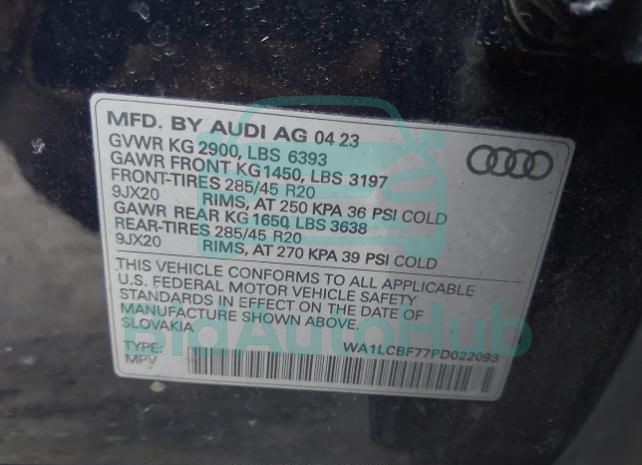 MFD. BY AUDI AG 04 23
GVWR KG 2900, LBS 6393
GAWR FRONT KG 1450, LBS 3197
FRONT-TIRES 285/45 R20
9JX20 RIMS, AT 250 KPA 36 PSI COLD
GAWR REAR KG 1650, LBS 3638
REAR-TIRES 285/45 R20
9JX20 RIMS, AT 270 KPA 39 PSI COLD
THIS VEHICLE CONFORMS TO ALL APPLICABLE
U.S. FEDERAL MOTOR VEHICLE SAFETY
STANDARDS IN EFFECT ON THE DATE OF
MANUFACTURE SHOWN ABOVE.
SLOVAKIA
BidAutoHub
TYPE: WA1LCBF77PD022093
MPV